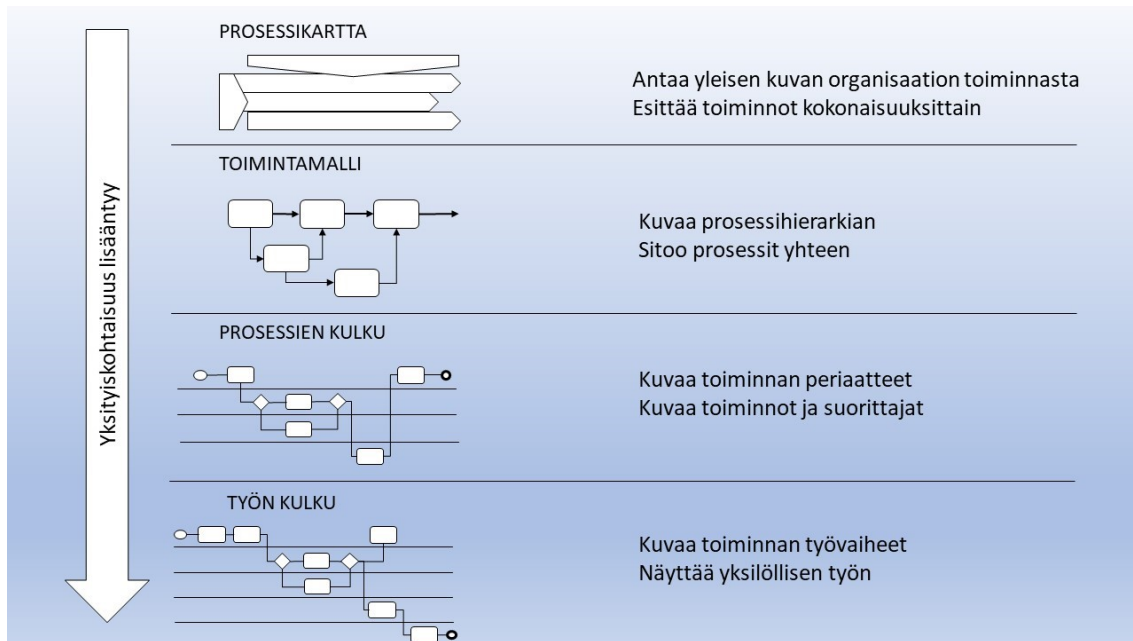 PROSESSIKARTTA
Antaa yleisen kuvan organisaation toiminnasta
Esittää toiminnot kokonaisuuksittain
TOIMINTAMALLI
Kuvaa prosessihierarkian
Sitoo prosessit yhteen
Yksityiskohtaisuus lisääntyy
PROSESSIEN KULKU
Kuvaa toiminnan periaatteet
Kuvaa toiminnot ja suorittajat
TYÖN KULKU
Kuvaa toiminnan työvaiheet
Näyttää yksilöllisen työn